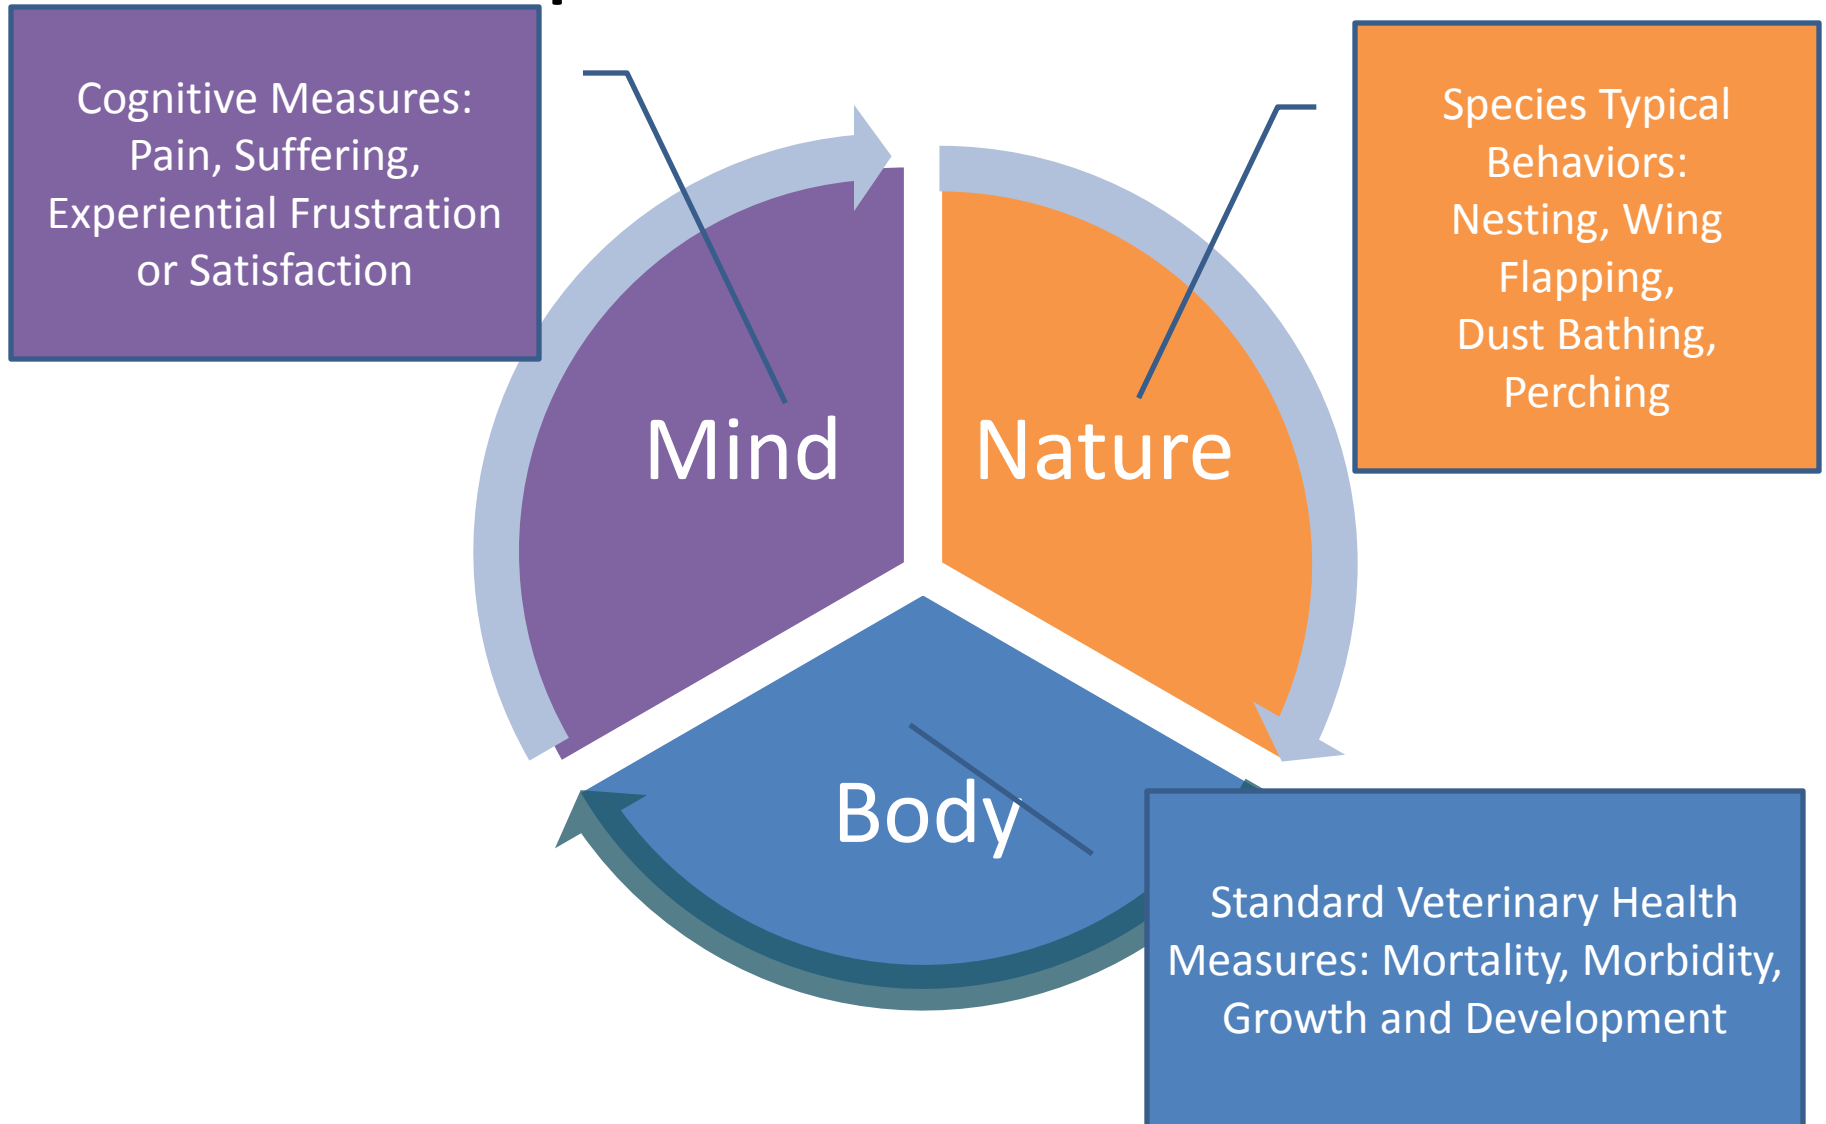 Cognitive Measures:
Pain, Suffering,
Experiential Frustration
or Satisfaction
Species Typical
Behaviors:
Nesting, Wing
Flapping,
Dust Bathing,
Perching
Mind
Nature
Body
Standard Veterinary Health
Measures: Mortality, Morbidity,
Growth and Development